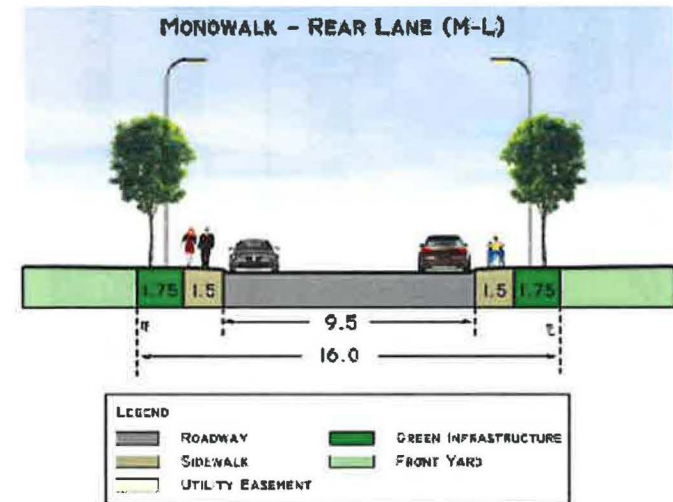 MONOWALK - REAR LANE (M-L)
1.75 1.5 1.5 1.75
9.5
16.0
LEGEND
ROADWAY GREEN INFRASTRUCTURE
SIDEWALK FRONT YARD
UTILITY EASEMENT